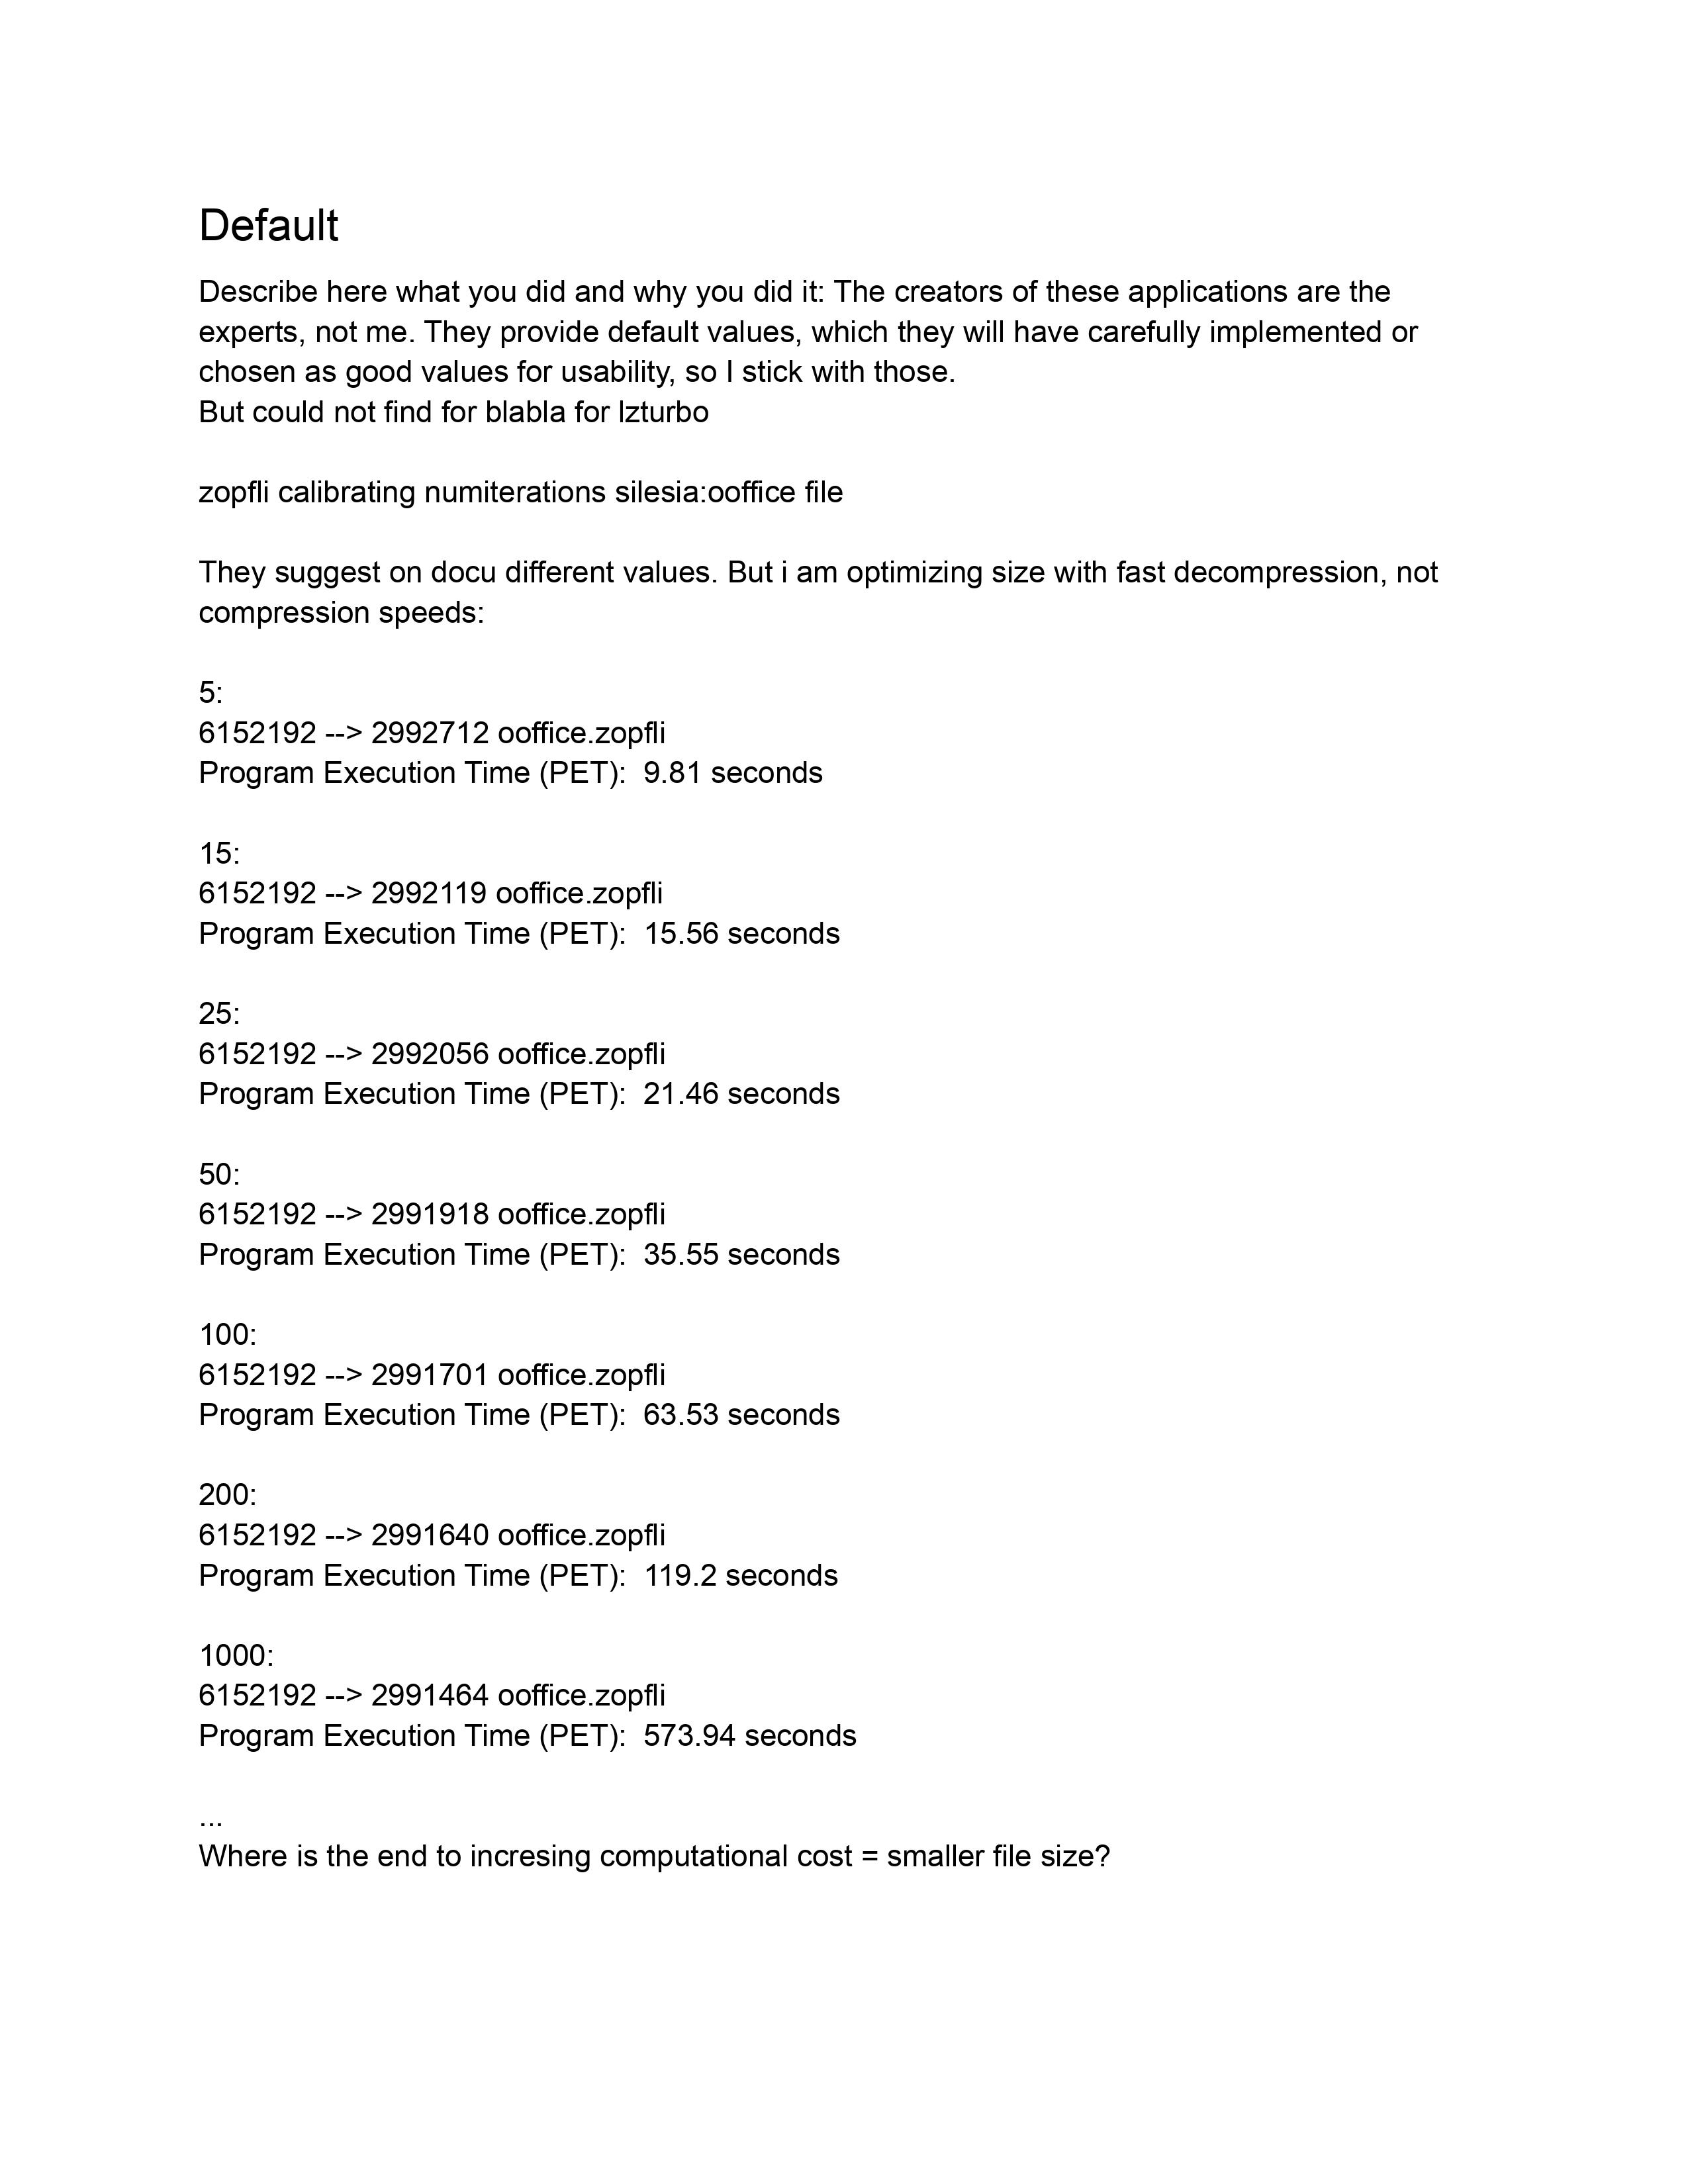 Default
Describe here what you did and why you did it: The creators of these applications are the
experts, not me. They provide default values, which they will have carefully implemented or
chosen as good values for usability, so I stick with those.
But could not find for blabla for lzturbo
zopfli calibrating numiterations silesia:ooffice file
They suggest on docu different values. But i am optimizing size with fast decompression, not
compression speeds:
5:
6152192 --> 2992712 ooffice.zopfli
Program Execution Time (PET):  9.81 seconds
15:
6152192 --> 2992119 ooffice.zopfli
Program Execution Time (PET):  15.56 seconds
25:
6152192 --> 2992056 ooffice.zopfli
Program Execution Time (PET):  21.46 seconds
50:
6152192 --> 2991918 ooffice.zopfli
Program Execution Time (PET):  35.55 seconds
100:
6152192 --> 2991701 ooffice.zopfli
Program Execution Time (PET):  63.53 seconds
200:
6152192 --> 2991640 ooffice.zopfli
Program Execution Time (PET):  119.2 seconds
1000:
6152192 --> 2991464 ooffice.zopfli
Program Execution Time (PET):  573.94 seconds
...
Where is the end to incresing computational cost = smaller file size?